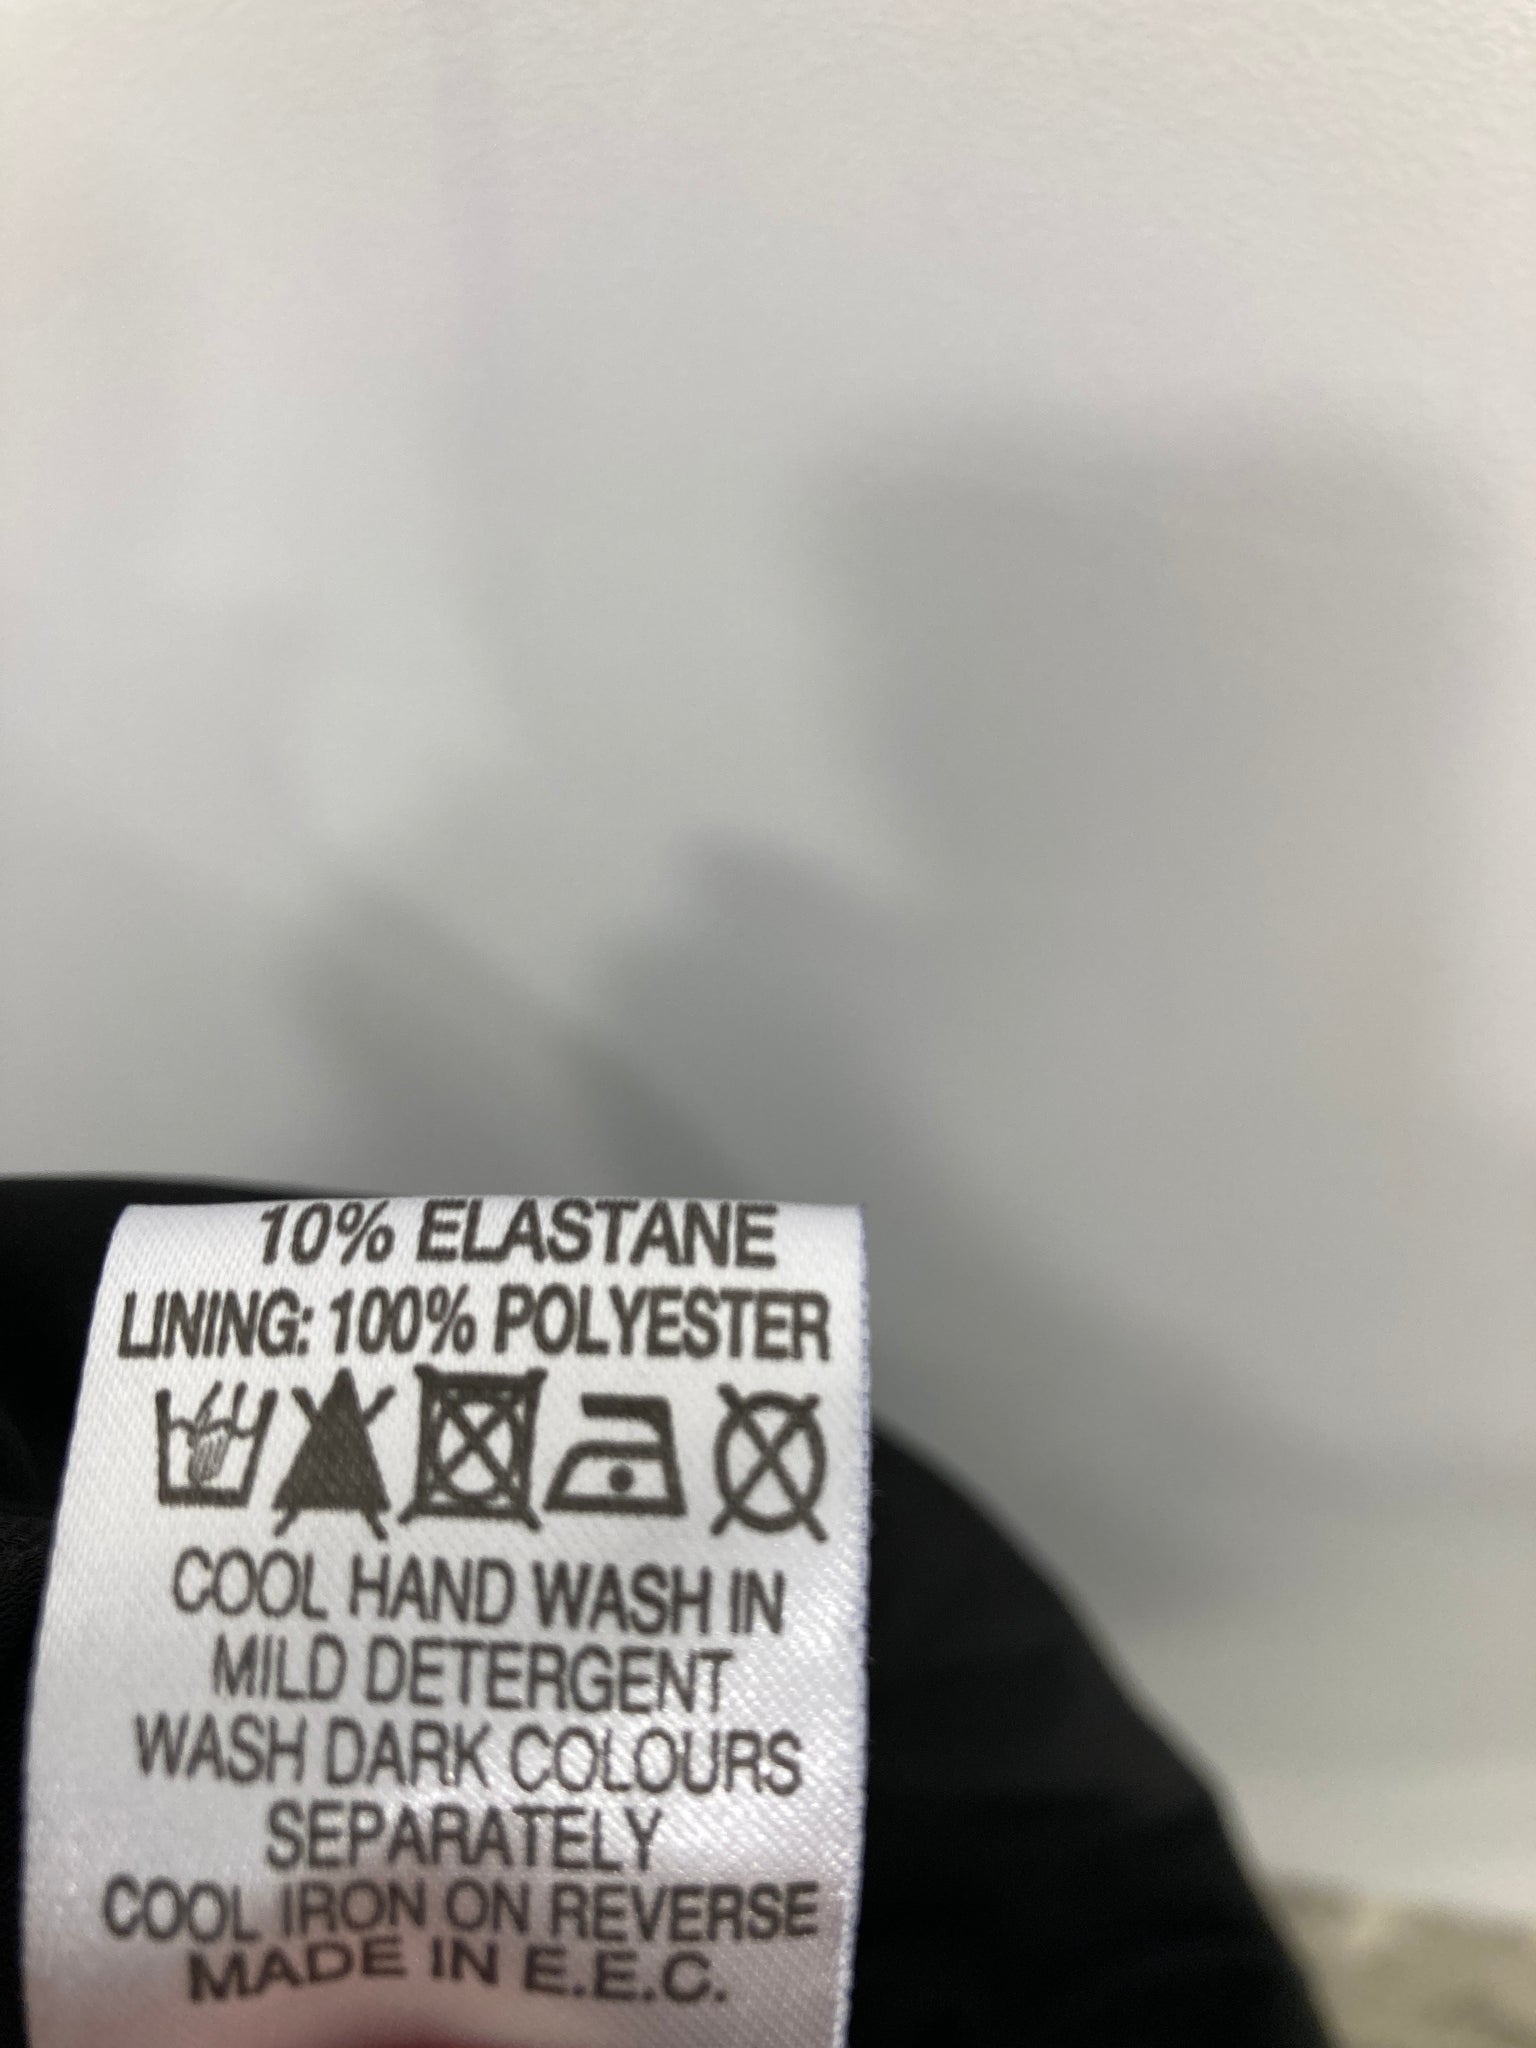 10% ELASTANE
LINING: 100% POLYESTER
COOL HAND WASH IN
MILD DETERGENT
WASH DARK COLOURS
SEPARATELY
COOL IRON ON REVERSE
MADE IN E.E.C.